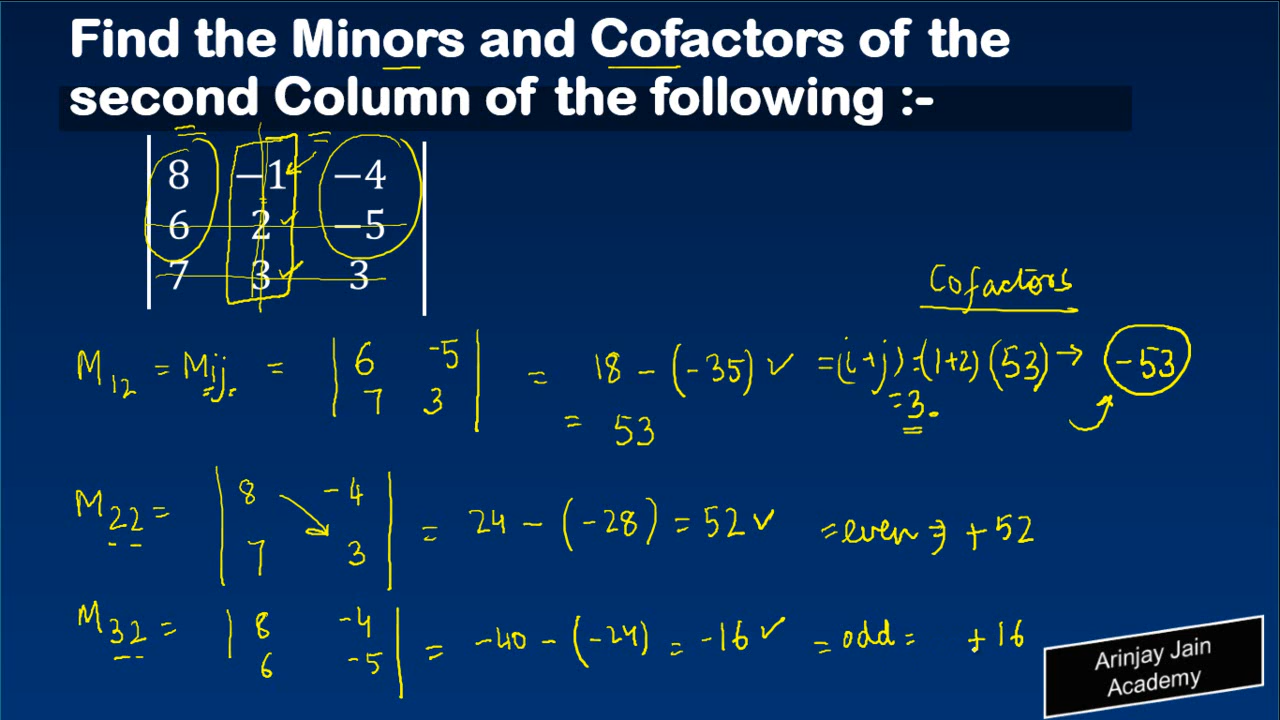 Find the Minors and Cofactors of the
second Column of the following :-
8 −1 −4
6 2 −5
7 3 3
Cofactors
M12 = Mij = | 6 -5 | = 18 - (-35) ✓ = (i+j) = (1+2) (53) → -53
7 3
= 3.
= 53
M22 = | 8 -4 | = 24 - (-28) = 52 ✓ = even ⇒ +52
7 3
M32 = | 8 -4 | = -40 - (-24) = -16 ✓ = odd = +16
6 -5
Arinjay Jain
Academy